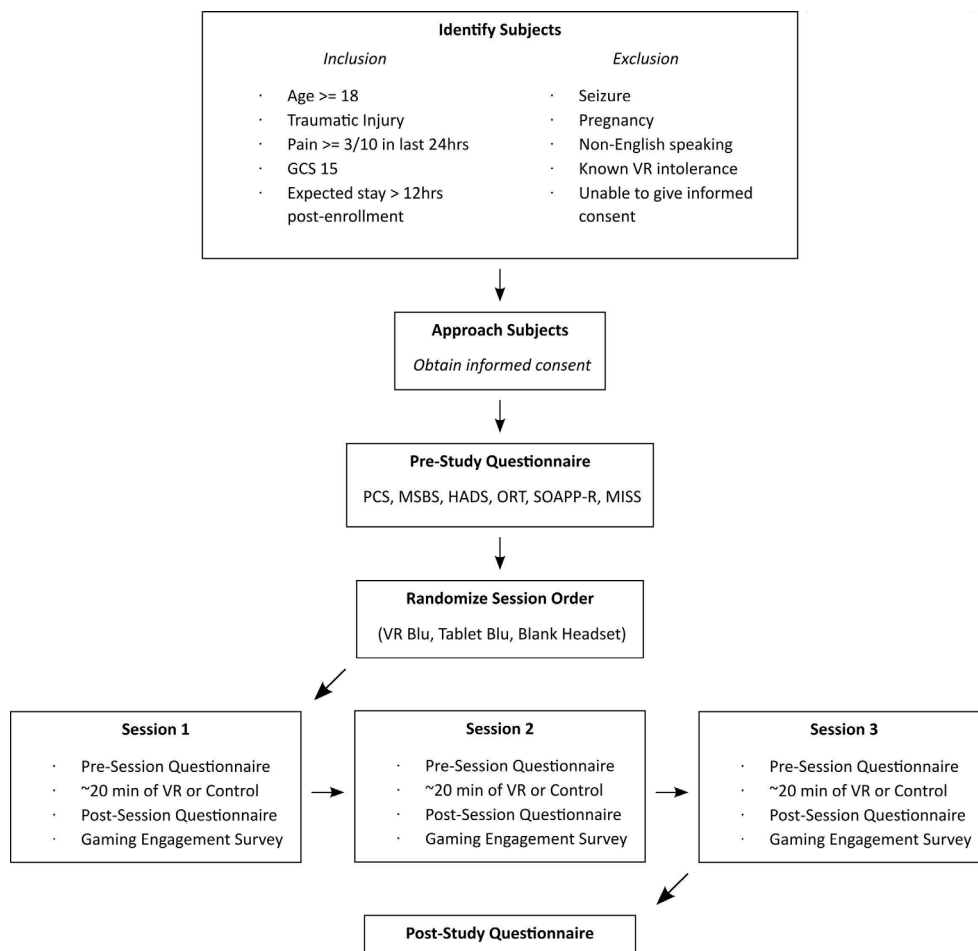 Identify Subjects
Inclusion
· Age >= 18
· Traumatic Injury
· Pain >= 3/10 in last 24hrs
· GCS 15
· Expected stay > 12hrs
post-enrollment
Exclusion
· Seizure
· Pregnancy
· Non-English speaking
· Known VR intolerance
· Unable to give informed
consent
Approach Subjects
Obtain informed consent
Pre-Study Questionnaire
PCS, MSBS, HADS, ORT, SOAPP-R, MISS
Randomize Session Order
(VR Blu, Tablet Blu, Blank Headset)
Session 1
· Pre-Session Questionnaire
· ~20 min of VR or Control
· Post-Session Questionnaire
· Gaming Engagement Survey
Session 2
· Pre-Session Questionnaire
· ~20 min of VR or Control
· Post-Session Questionnaire
· Gaming Engagement Survey
Session 3
· Pre-Session Questionnaire
· ~20 min of VR or Control
· Post-Session Questionnaire
· Gaming Engagement Survey
Post-Study Questionnaire